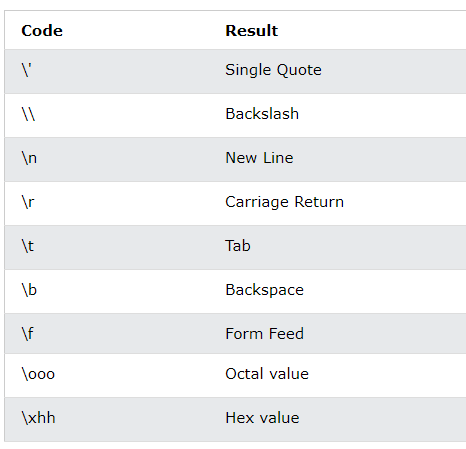 Code Result
\' Single Quote
\\ Backslash
\n New Line
\r Carriage Return
\t Tab
\b Backspace
\f Form Feed
\ooo Octal value
\xhh Hex value